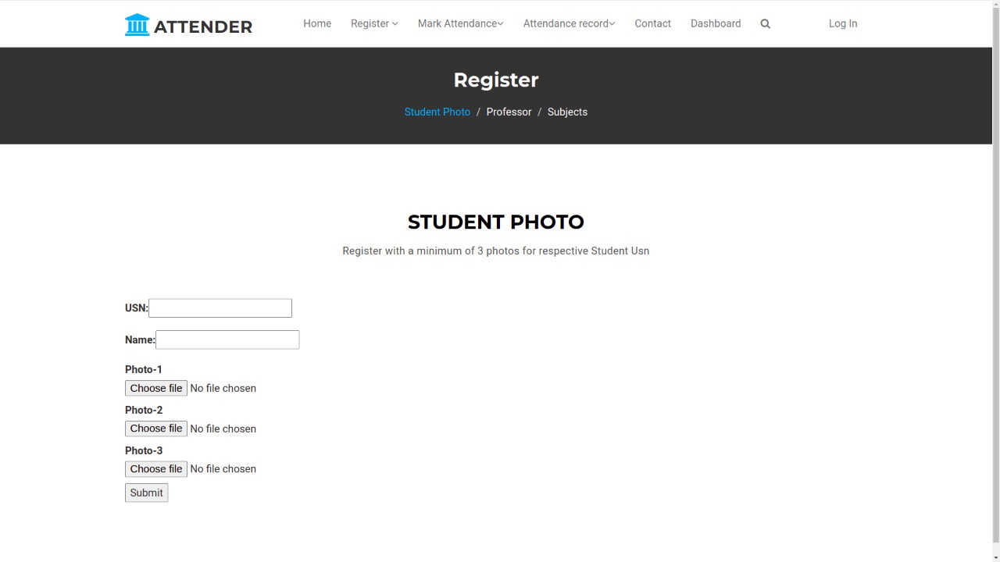 ATTENDER
Home Register Mark Attendance Attendance record Contact Dashboard Log In
Register
Student Photo / Professor / Subjects
STUDENT PHOTO
Register with a minimum of 3 photos for respective Student Usn
USN:
Name:
Photo-1
Choose file No file chosen
Photo-2
Choose file No file chosen
Photo-3
Choose file No file chosen
Submit